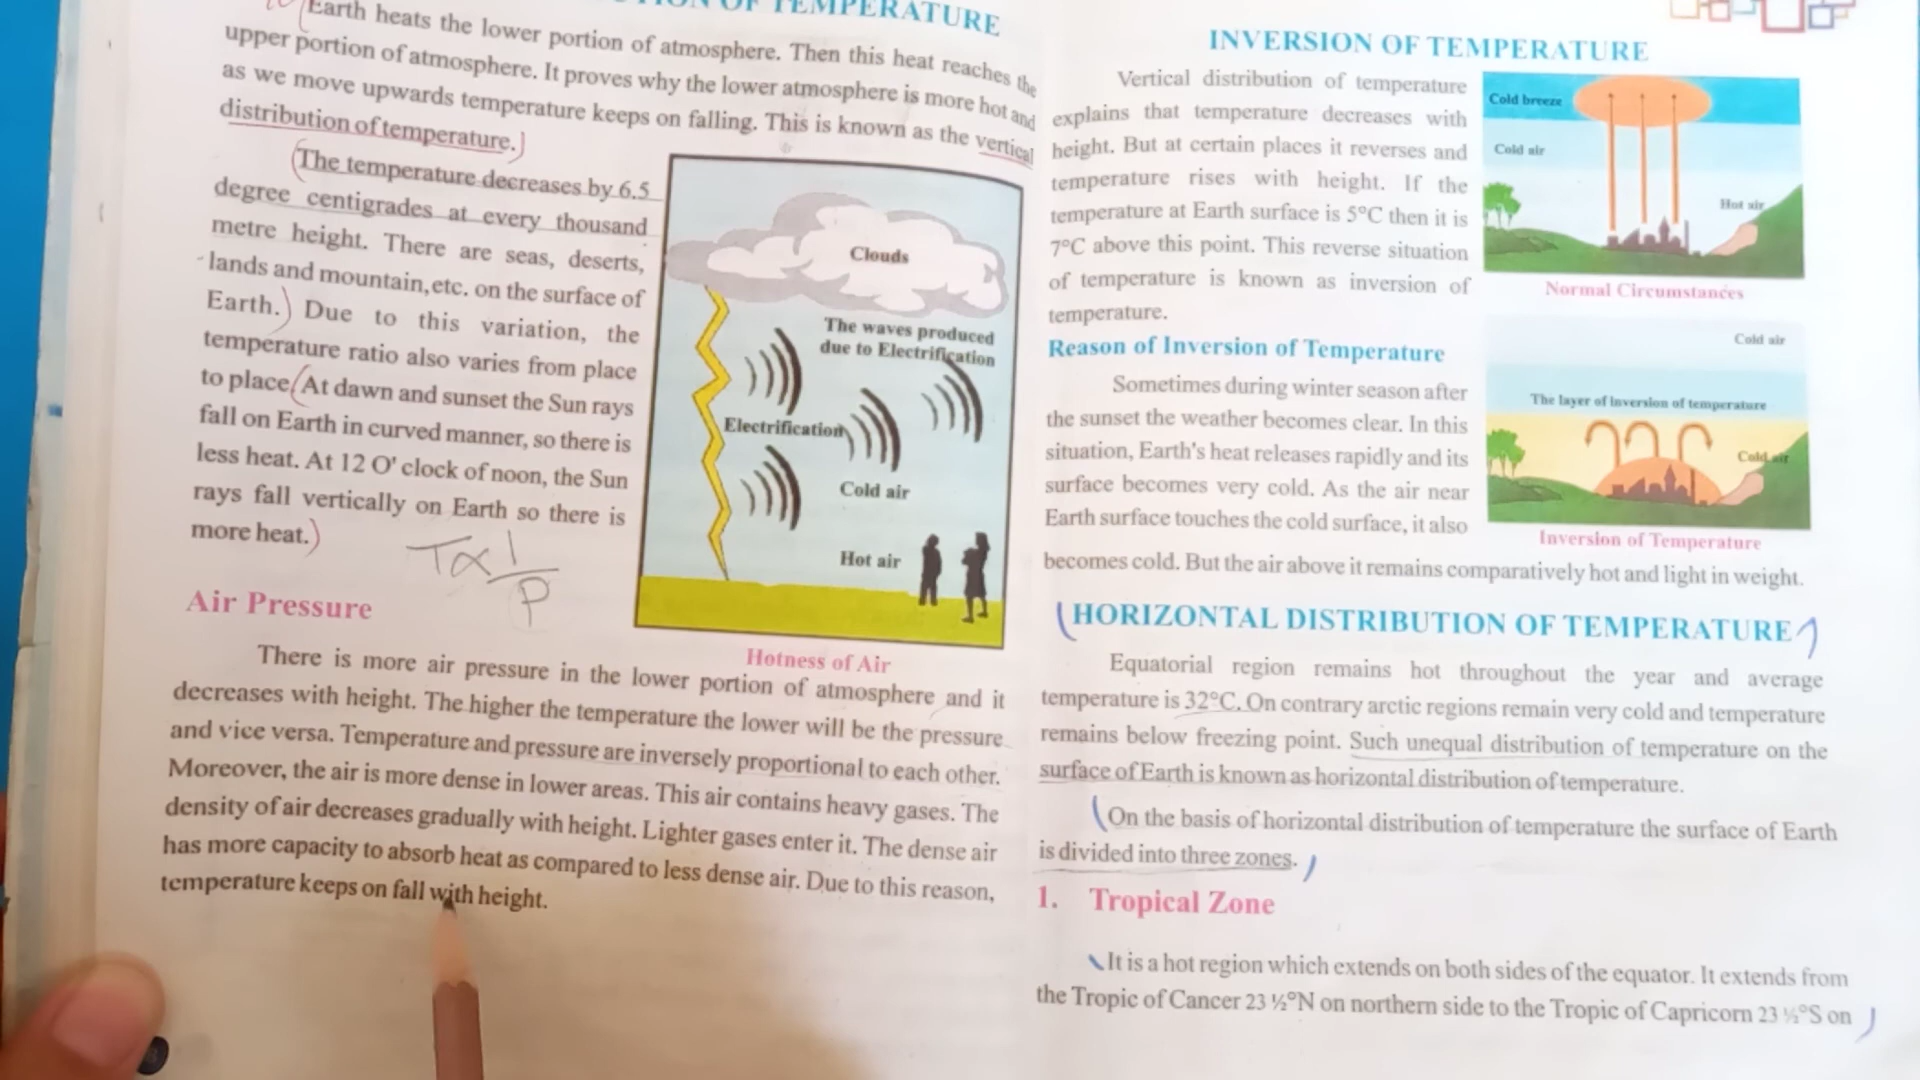 TION OF TEMPERATURE
Earth heats the lower portion of atmosphere. Then this heat reaches the
upper portion of atmosphere. It proves why the lower atmosphere is more hot and
as we move upwards temperature keeps on falling. This is known as the vertical
distribution of temperature.
The temperature decreases by 6.5
degree centigrades at every thousand
metre height. There are seas, deserts,
lands and mountain, etc. on the surface of
Earth. Due to this variation, the
temperature ratio also varies from place
to place. At dawn and sunset the Sun rays
fall on Earth in curved manner, so there is
less heat. At 12 O' clock of noon, the Sun
rays fall vertically on Earth so there is
more heat.
T∝1/P
Clouds
The waves produced
due to Electrification
Electrification
Cold air
Hot air
Hotness of Air
Air Pressure
There is more air pressure in the lower portion of atmosphere and it
decreases with height. The higher the temperature the lower will be the pressure
and vice versa. Temperature and pressure are inversely proportional to each other.
Moreover, the air is more dense in lower areas. This air contains heavy gases. The
density of air decreases gradually with height. Lighter gases enter it. The dense air
has more capacity to absorb heat as compared to less dense air. Due to this reason,
temperature keeps on fall with height.
INVERSION OF TEMPERATURE
Vertical distribution of temperature
explains that temperature decreases with
height. But at certain places it reverses and
temperature rises with height. If the
temperature at Earth surface is 5°C then it is
7°C above this point. This reverse situation
of temperature is known as inversion of
temperature.
Cold breeze
Cold air
Hot air
Normal Circumstances
Reason of Inversion of Temperature
Sometimes during winter season after
the sunset the weather becomes clear. In this
situation, Earth's heat releases rapidly and its
surface becomes very cold. As the air near
Earth surface touches the cold surface, it also
becomes cold. But the air above it remains comparatively hot and light in weight.
Cold air
The layer of Inversion of temperature
Cold air
Inversion of Temperature
HORIZONTAL DISTRIBUTION OF TEMPERATURE
Equatorial region remains hot throughout the year and average
temperature is 32°C. On contrary arctic regions remain very cold and temperature
remains below freezing point. Such unequal distribution of temperature on the
surface of Earth is known as horizontal distribution of temperature.
On the basis of horizontal distribution of temperature the surface of Earth
is divided into three zones.
1. Tropical Zone
It is a hot region which extends on both sides of the equator. It extends from
the Tropic of Cancer 23 ½°N on northern side to the Tropic of Capricorn 23 ½°S on